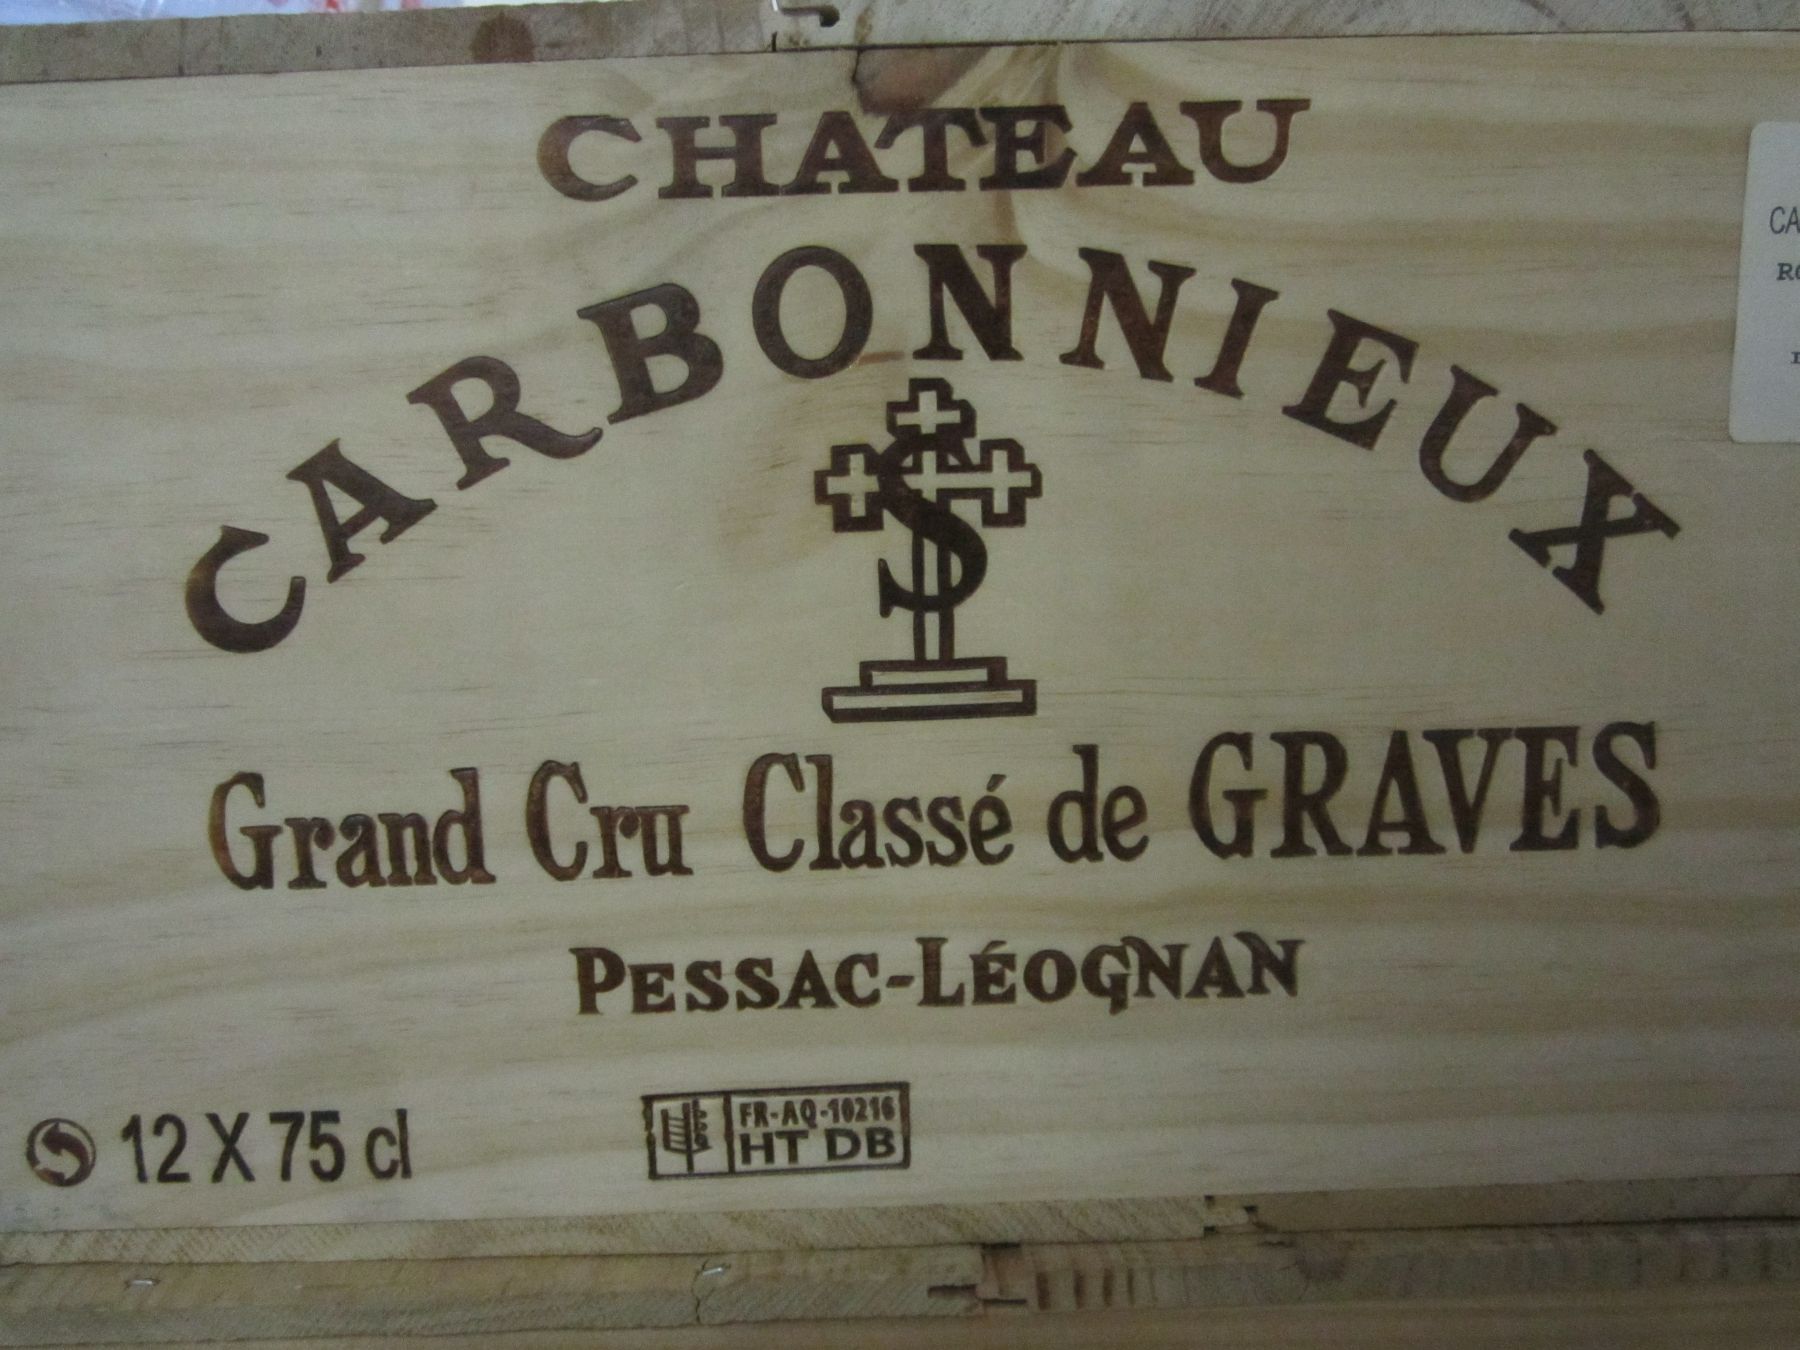 CHATEAU
CARBONNIEUX
S
Grand Cru Classé de GRAVES
PESSAC-LÉOGNAN
12 X 75 cl
FR-AQ-10216
HT DB